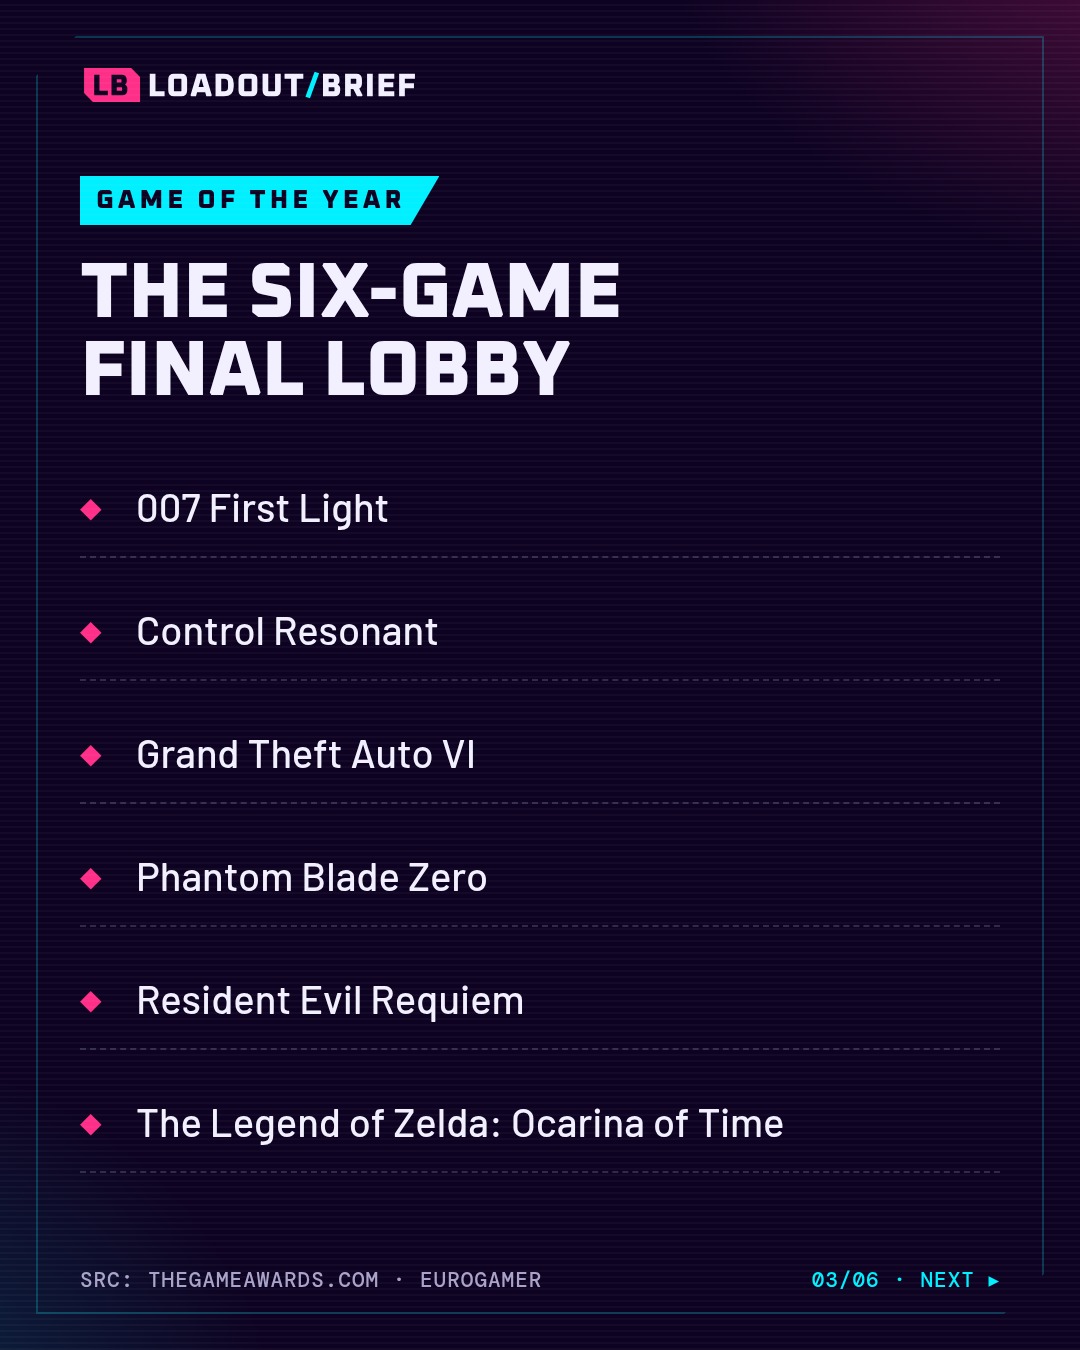 LB LOADOUT/BRIEF
GAME OF THE YEAR
THE SIX-GAME
FINAL LOBBY
007 First Light
Control Resonant
Grand Theft Auto VI
Phantom Blade Zero
Resident Evil Requiem
The Legend of Zelda: Ocarina of Time
SRC: THEGAMEAWARDS.COM · EUROGAMER
03/06 · NEXT ▶